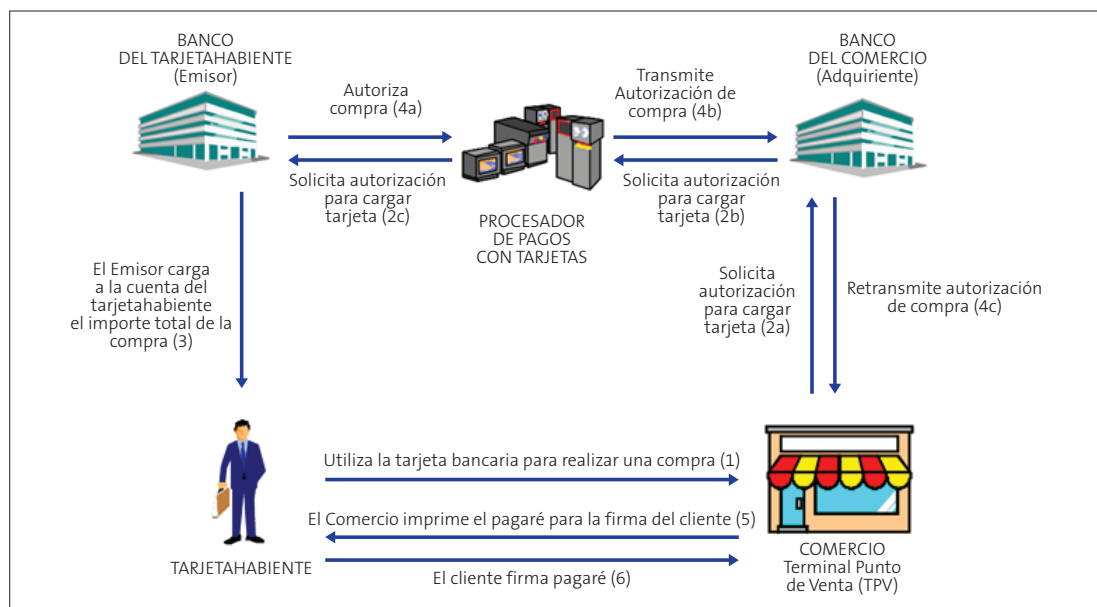 BANCO
DEL TARJETAHABIENTE
(Emisor)
BANCO
DEL COMERCIO
(Adquiriente)
Autoriza
compra (4a)
Transmite
Autorización de
compra (4b)
Solicita autorización
para cargar
tarjeta (2c)
Solicita autorización
para cargar
tarjeta (2b)
PROCESADOR
DE PAGOS
CON TARJETAS
El Emisor carga
a la cuenta del
tarjetahabiente
el importe total de la
compra (3)
Solicita
autorización
para cargar
tarjeta (2a)
Retransmite autorización
de compra (4c)
Utiliza la tarjeta bancaria para realizar una compra (1)
El Comercio imprime el pagaré para la firma del cliente (5)
El cliente firma pagaré (6)
TARJETAHABIENTE
COMERCIO
Terminal Punto
de Venta (TPV)